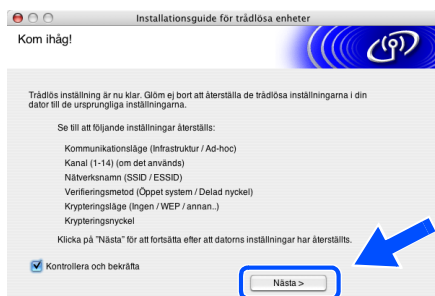 Installationsguide för trådlösa enheter
Kom ihåg!
Trådlös inställning är nu klar. Glöm ej bort att återställa de trådlösa inställningarna i din
dator till de ursprungliga inställningarna.
Se till att följande inställningar återställs:
Kommunikationsläge (Infrastruktur / Ad-hoc)
Kanal (1-14) (om det används)
Nätverksnamn (SSID / ESSID)
Verifieringsmetod (Öppet system / Delad nyckel)
Krypteringsläge (Ingen / WEP / annan..)
Krypteringsnyckel
Klicka på "Nästa" för att fortsätta efter att datorns inställningar har återställts.
Kontrollera och bekräfta
Nästa >